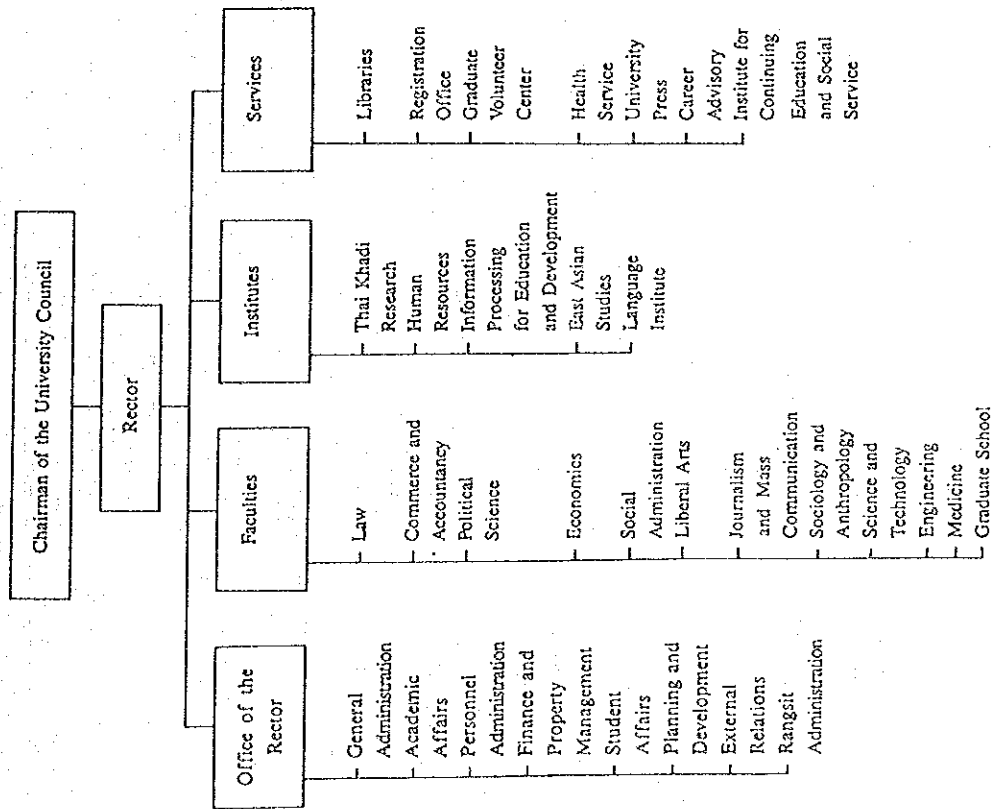 Chairman of the University Council
Rector
Office of the
Rector
General
Administration
Academic
Affairs
Personnel
Administration
Finance and
Property
Management
Student
Affairs
Planning and
Development
External
Relations
Rangsit
Administration
Faculties
Law
Commerce and
Accountancy
Political
Science
Economics
Social
Administration
Liberal Arts
Journalism
and Mass
Communication
Sociology and
Anthropology
Science and
Technology
Engineering
Medicine
Graduate School
Institutes
Thai Khadi
Research
Human
Resources
Information
Processing
for Education
and Development
East Asian
Studies
Language
Institute
Services
Libraries
Registration
Office
Graduate
Volunteer
Center
Health
Service
University
Press
Career
Advisory
Institute for
Continuing
Education
and Social
Service